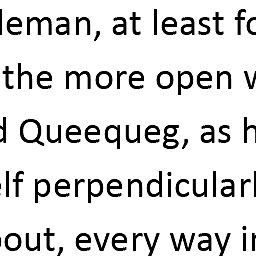 leman, at least fo
the more open w
d Queequeg, as h
elf perpendicularl
bout, every way in